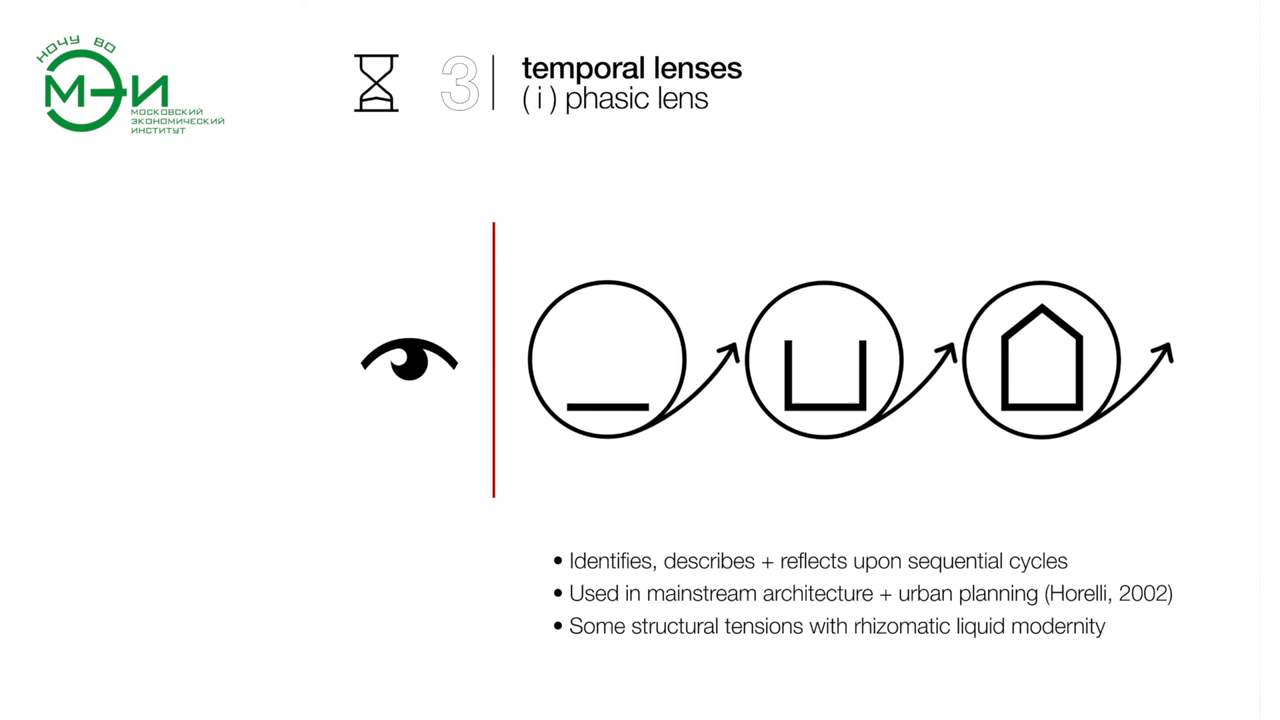 НОЧУ ВО
МЭИ
МОСКОВСКИЙ
ЭКОНОМИЧЕСКИЙ
ИНСТИТУТ
3
temporal lenses
( i ) phasic lens
• Identifies, describes + reflects upon sequential cycles
• Used in mainstream architecture + urban planning (Horelli, 2002)
• Some structural tensions with rhizomatic liquid modernity